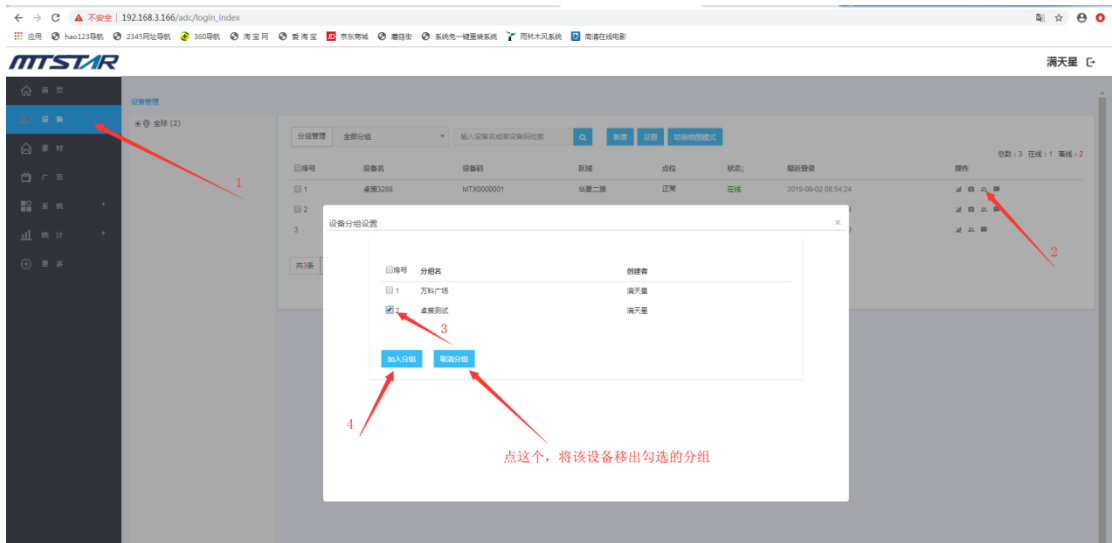 不安全 | 192.168.3.166/adc/login_index
应用 hao123导航 2345网址导航 360导航 淘宝网 爱淘宝 京东商城 蘑菇街 系统兔一键重装系统 雨林木风系统 高清在线电影
MTSTAR 满天星
首页
设备管理
设备
全球 (2)
分组管理 全部分组 输入设备名或者设备码检索 新增 设置 切换地图模式
素材
总数:3 在线:1 离线:2
序号 设备名 设备码 区域 点位 状态; 最近登录 操作
广告
1
1 卓策3288 MTX0000001 华夏二路 正常 在线 2019-09-02 08:54:24
系统 +
2
设备分组设置 ×
3
统计 +
2
更多
共3条
序号 分组名 创建者
1 万科广场 满天星
2 卓策测试 满天星
3
加入分组 取消分组
4
点这个，将该设备移出勾选的分组